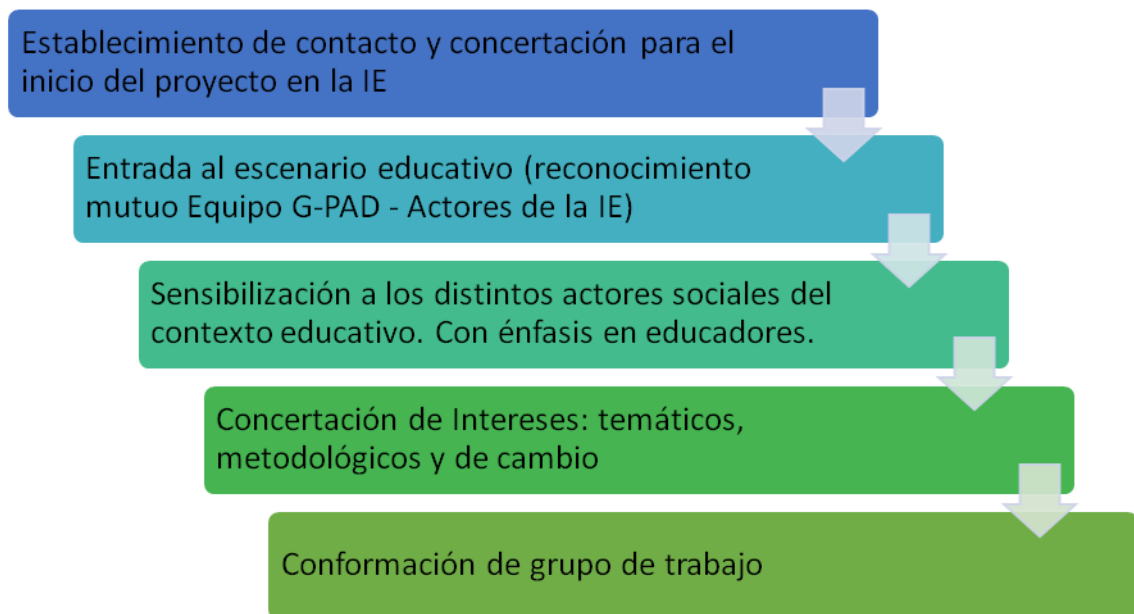 Establecimiento de contacto y concertación para el
inicio del proyecto en la IE
Entrada al escenario educativo (reconocimiento
mutuo Equipo G-PAD - Actores de la IE)
Sensibilización a los distintos actores sociales del
contexto educativo. Con énfasis en educadores.
Concertación de Intereses: temáticos,
metodológicos y de cambio
Conformación de grupo de trabajo